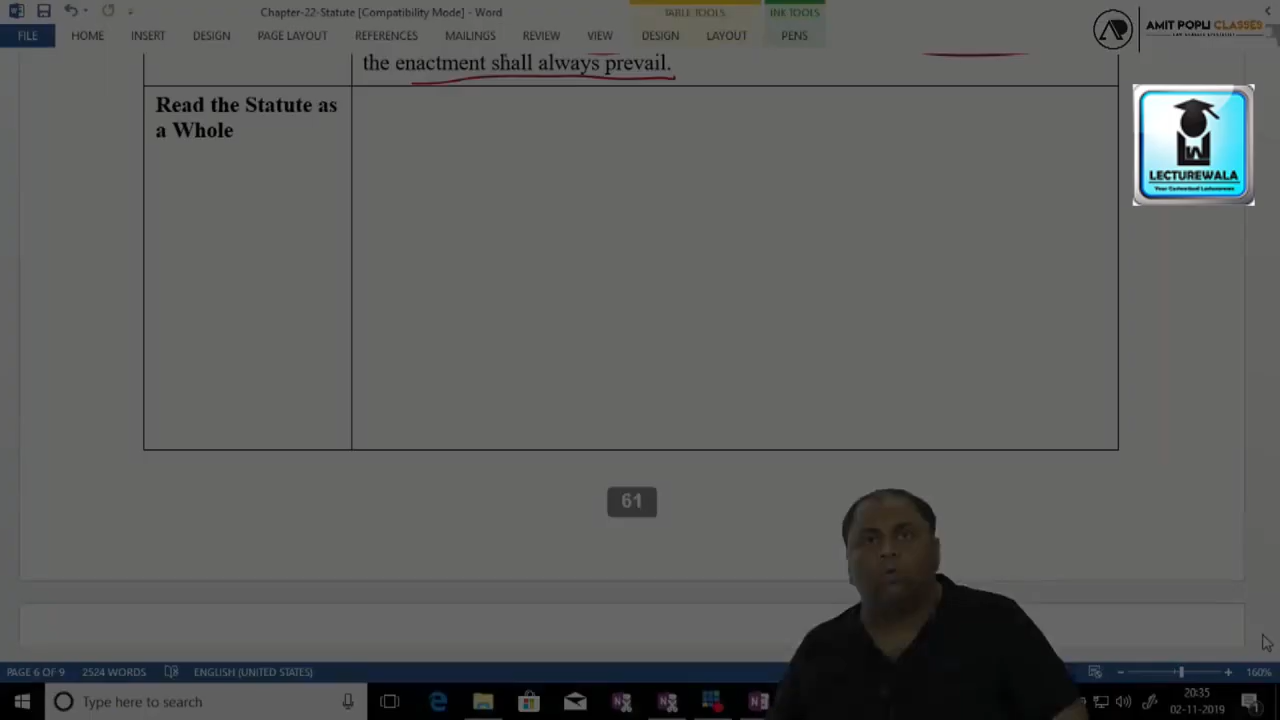 Chapter-22-Statute [Compatibility Mode] - Word
TABLE TOOLS
INK TOOLS
FILE
HOME
INSERT
DESIGN
PAGE LAYOUT
REFERENCES
MAILINGS
REVIEW
VIEW
DESIGN
LAYOUT
PENS
AMIT POPLI CLASSES
the enactment shall always prevail.
Read the Statute as
a Whole
LECTUREWALA
61
PAGE 6 OF 9
2524 WORDS
ENGLISH (UNITED STATES)
160%
Type here to search
20:35
02-11-2019